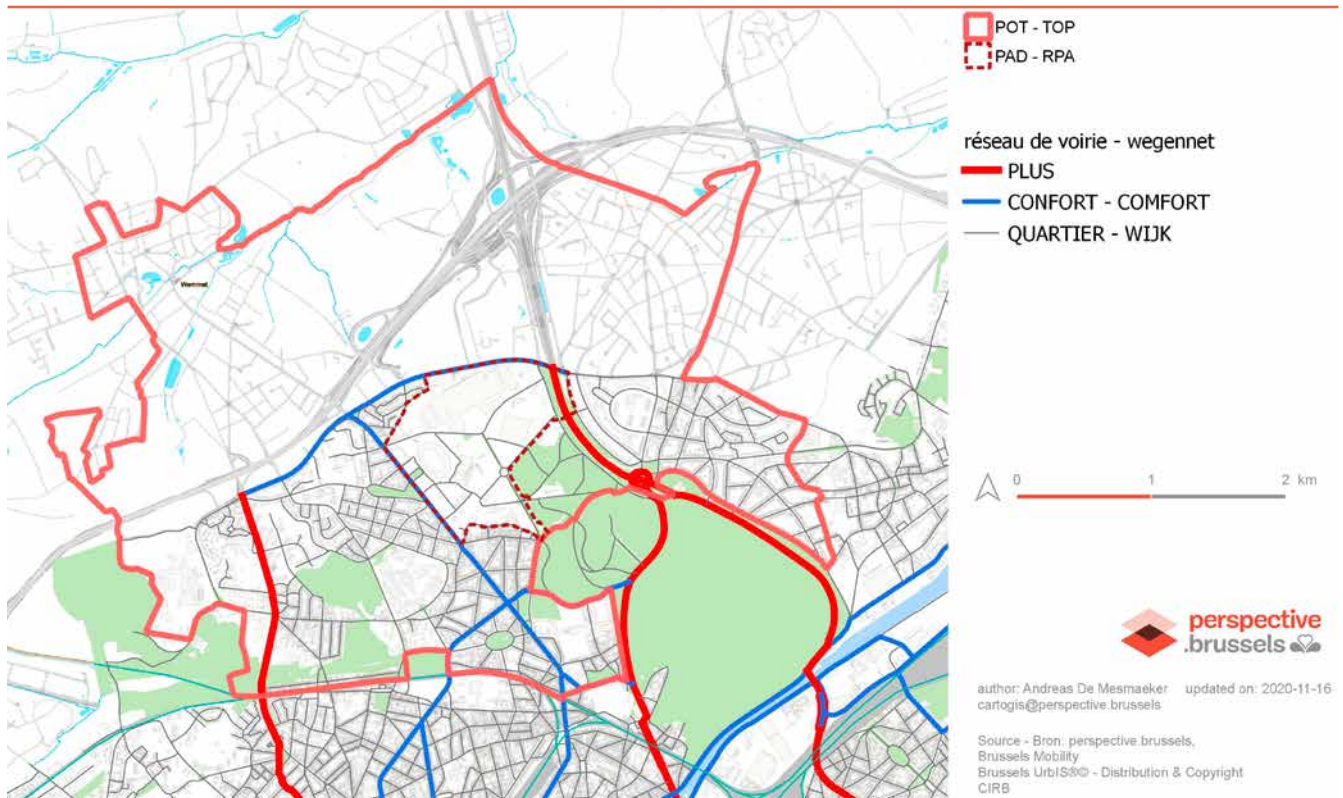 POT - TOP
PAD - RPA
réseau de voirie - wegennet
PLUS
CONFORT - COMFORT
QUARTIER - WIJK
Wemmel
0 1 2 km
perspective
.brussels
author: Andreas De Mesmaeker updated on: 2020-11-16
cartogis@perspective.brussels
Source - Bron: perspective.brussels,
Brussels Mobility
Brussels UrbIS®© - Distribution & Copyright
CIRB